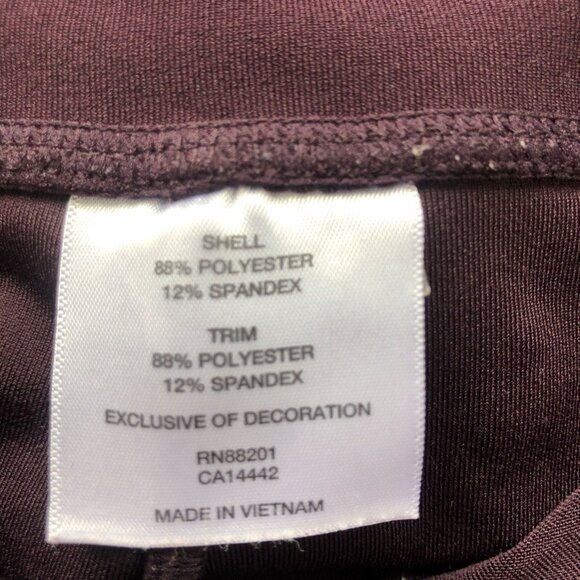 SHELL
88% POLYESTER
12% SPANDEX
TRIM
88% POLYESTER
12% SPANDEX
EXCLUSIVE OF DECORATION
RN88201
CA14442
MADE IN VIETNAM